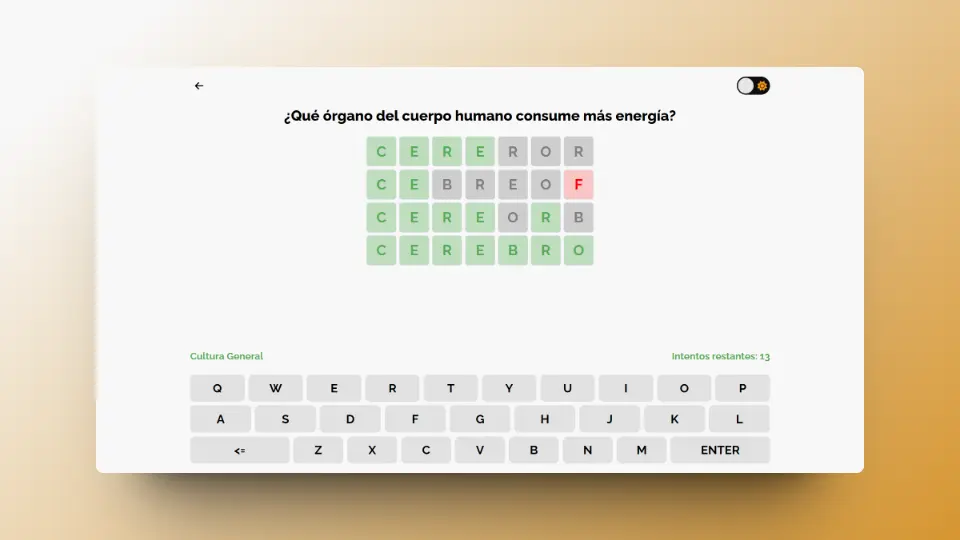 ←
¿Qué órgano del cuerpo humano consume más energía?
C E R E R O R
C E B R E O F
C E R E O R B
C E R E B R O
Cultura General Intentos restantes: 13
Q W E R T Y U I O P
A S D F G H J K L
<= Z X C V B N M ENTER